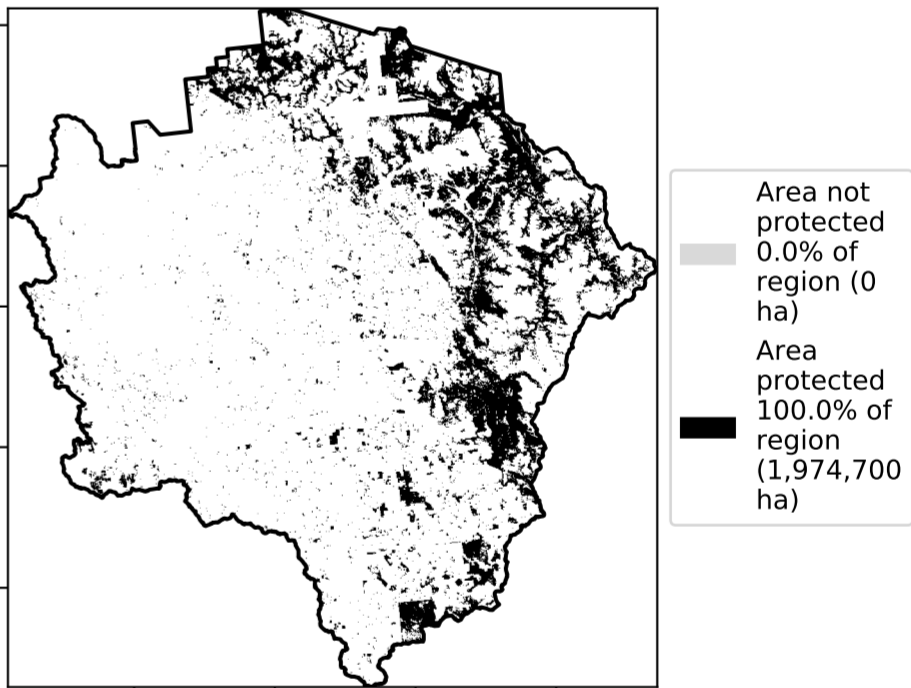 Area not
protected
0.0% of
region (0
ha)
Area
protected
100.0% of
region
(1,974,700
ha)